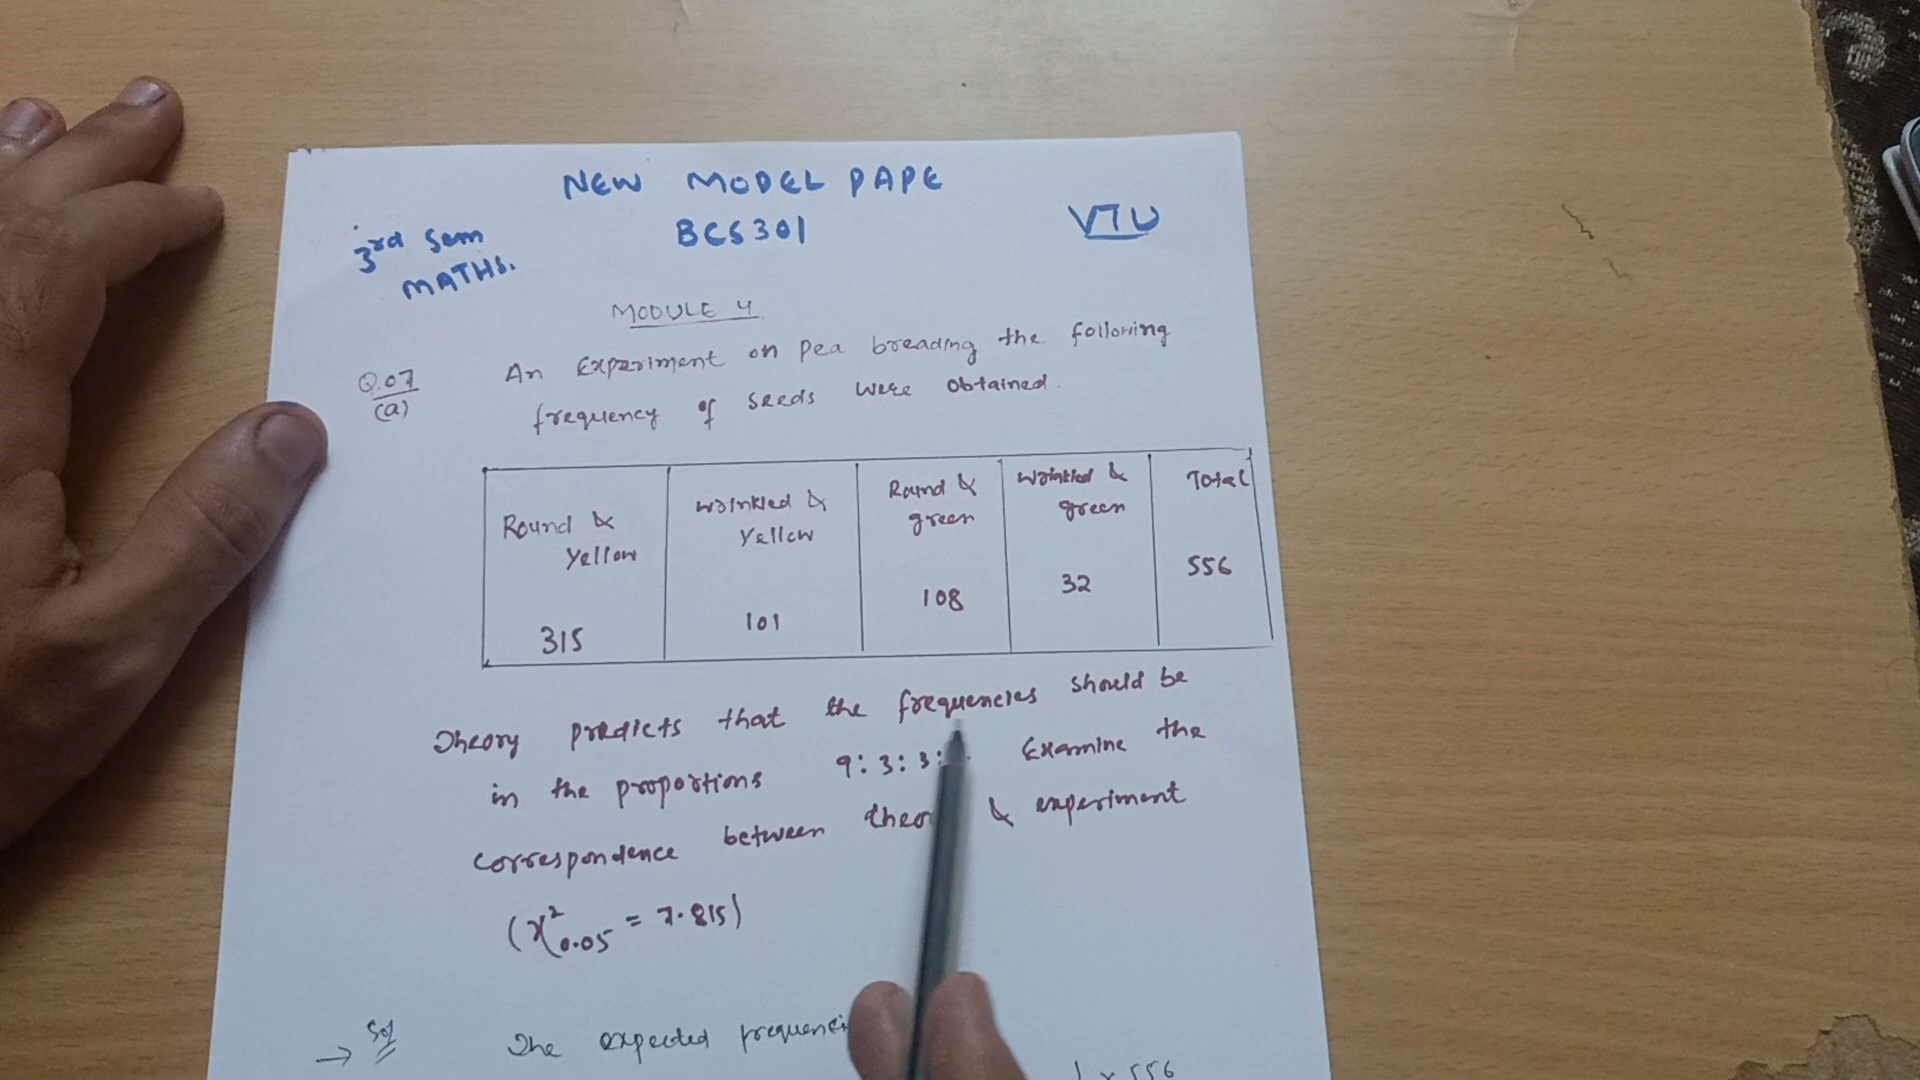 NEW MODEL PAPE
BCS301
VTU
3rd Sem
MATHS.
MODULE 4
Q.07
(a)
An Experiment on Pea breading the following
frequency of seeds were obtained.
Round & Yellow
wrinkled & Yellow
Round & green
wrinkled & green
Total
315
101
108
32
556
Theory predicts that the frequencies should be
in the proportions 9:3:3: Examine the
correspondence between & experiment
(χ²0.05 = 7.815)
→ Sol
The expected
× 556